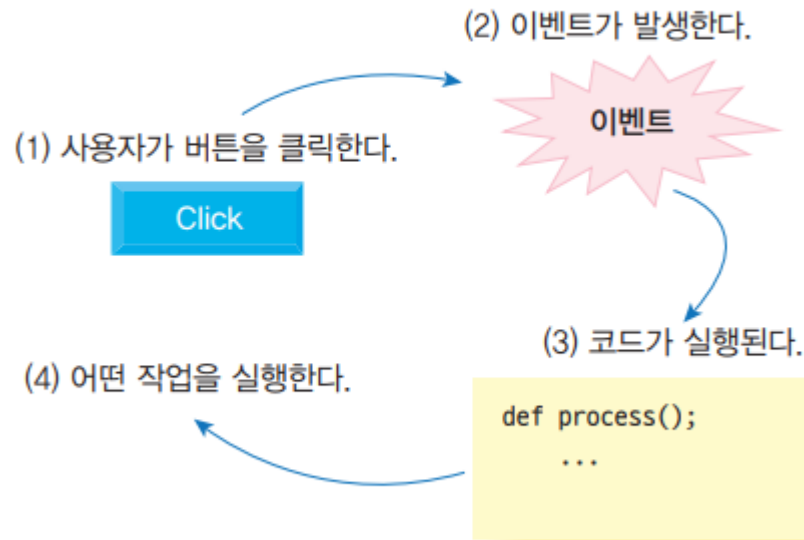 (1) 사용자가 버튼을 클릭한다.
Click
(2) 이벤트가 발생한다.
이벤트
(3) 코드가 실행된다.
def process();
...
(4) 어떤 작업을 실행한다.